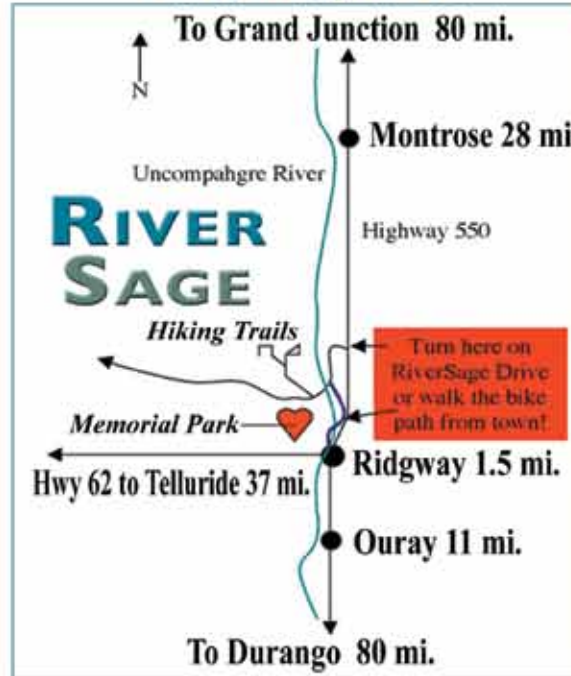 To Grand Junction 80 mi.
N
Montrose 28 mi
Uncompahgre River
Highway 550
RIVER
SAGE
Hiking Trails
Turn here on
RiverSage Drive
or walk the bike
path from town!
Memorial Park
Ridgway 1.5 mi.
Hwy 62 to Telluride 37 mi.
Ouray 11 mi.
To Durango 80 mi.